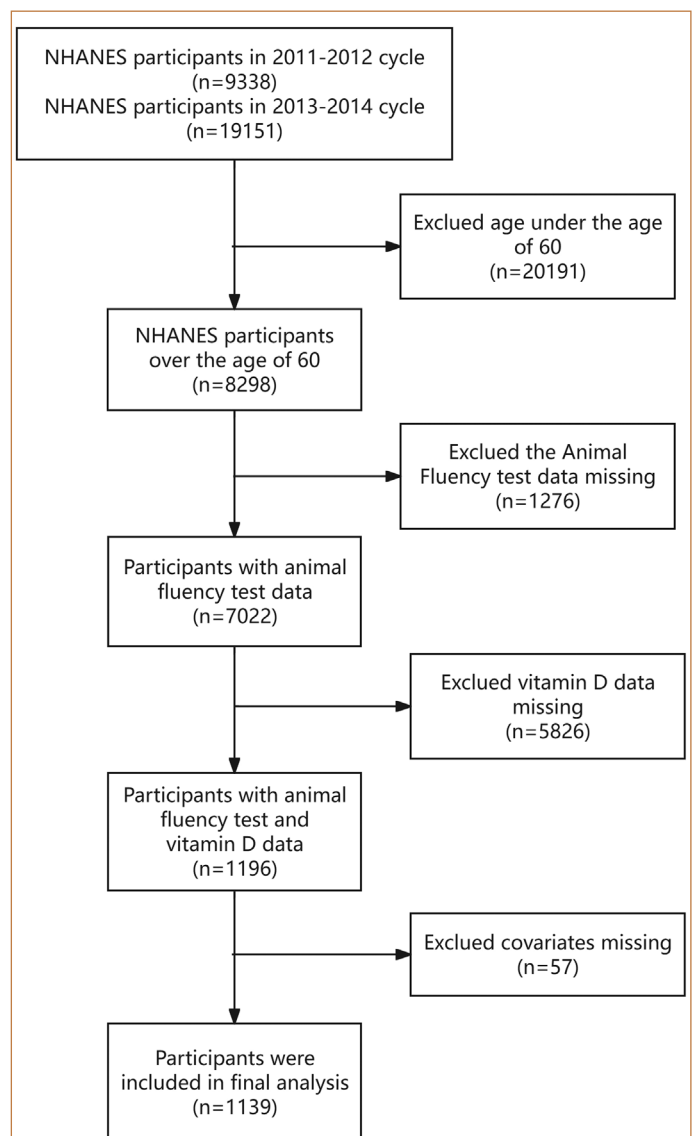 NHANES participants in 2011-2012 cycle
(n=9338)
NHANES participants in 2013-2014 cycle
(n=19151)
Exclued age under the age
of 60
(n=20191)
NHANES participants
over the age of 60
(n=8298)
Exclued the Animal
Fluency test data missing
(n=1276)
Participants with animal
fluency test data
(n=7022)
Exclued vitamin D data
missing
(n=5826)
Participants with animal
fluency test and
vitamin D data
(n=1196)
Exclued covariates missing
(n=57)
Participants were
included in final analysis
(n=1139)